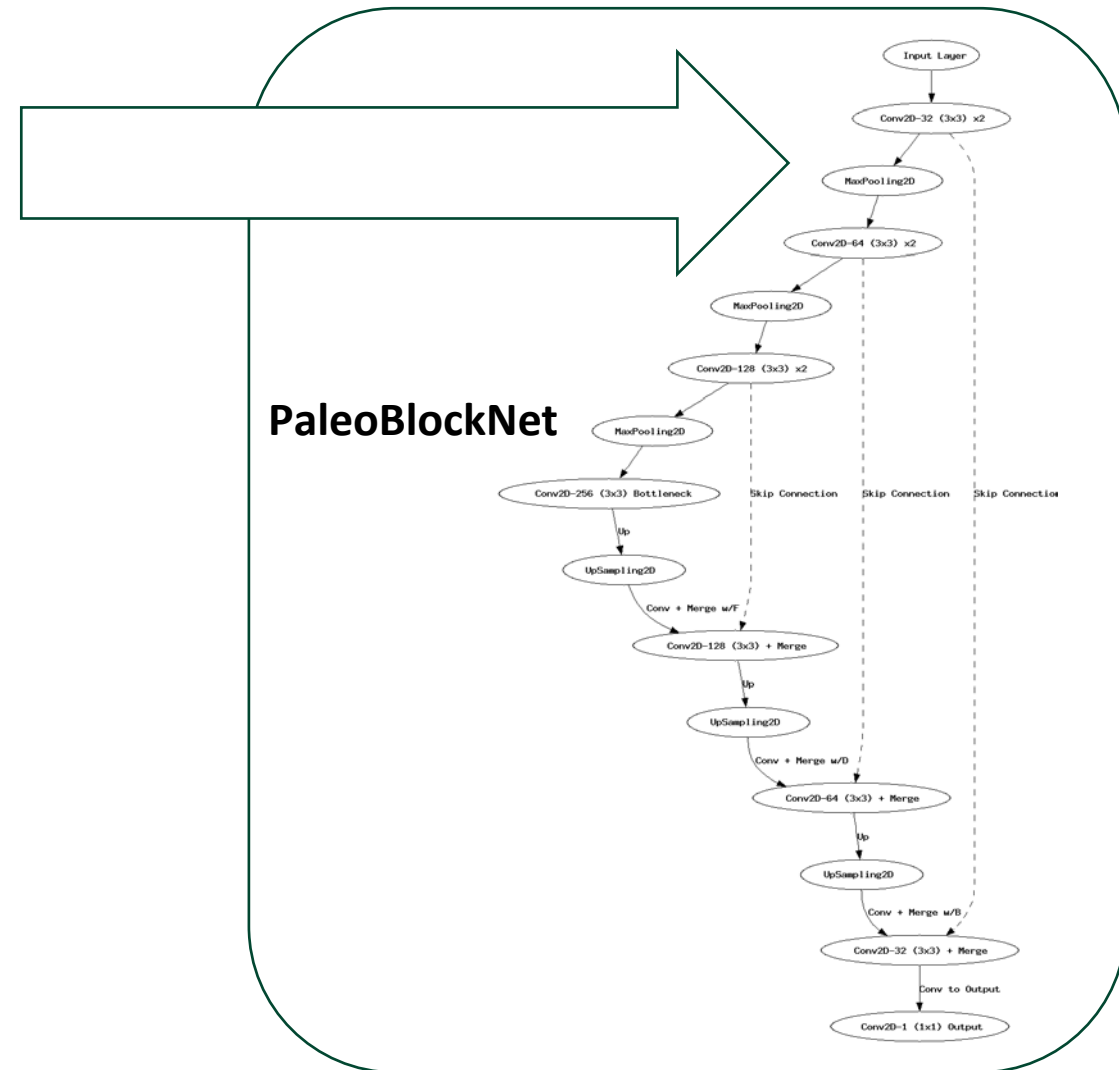 Input Layer
Conv2D-32 (3x3) x2
MaxPooling2D
Conv2D-64 (3x3) x2
MaxPooling2D
Conv2D-128 (3x3) x2
PaleoBlockNet
MaxPooling2D
Conv2D-256 (3x3) Bottleneck
Skip Connection
Skip Connection
Skip Connection
Up
UpSampling2D
Conv + Merge w/F
Conv2D-128 (3x3) + Merge
Up
UpSampling2D
Conv + Merge w/D
Conv2D-64 (3x3) + Merge
Up
UpSampling2D
Conv + Merge w/B
Conv2D-32 (3x3) + Merge
Conv to Output
Conv2D-1 (1x1) Output